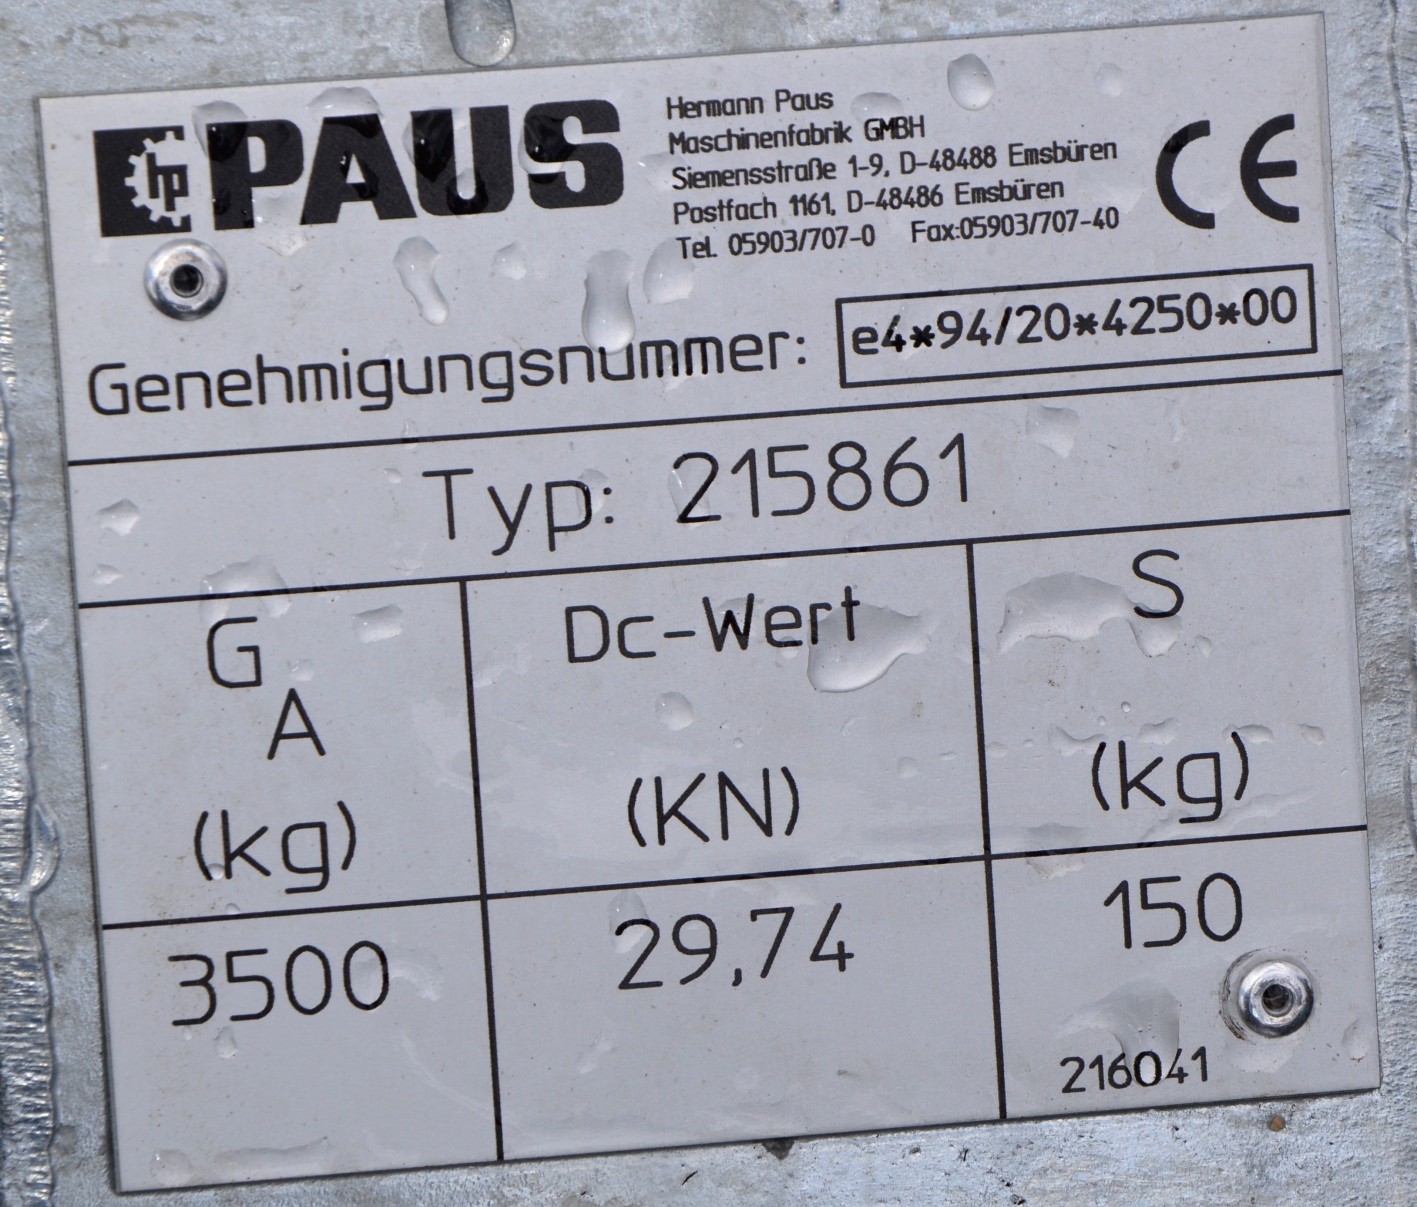 hp PAUS
Hermann Paus
Maschinenfabrik GMBH
Siemensstraße 1-9, D-48488 Emsbüren
Postfach 1161, D-48486 Emsbüren
Tel. 05903/707-0 Fax:05903/707-40
CE
Genehmigungsnummer: e4*94/20*4250*00
Typ: 215861
GA Dc-Wert S
(kg) (KN) (kg)
3500 29,74 150
216041